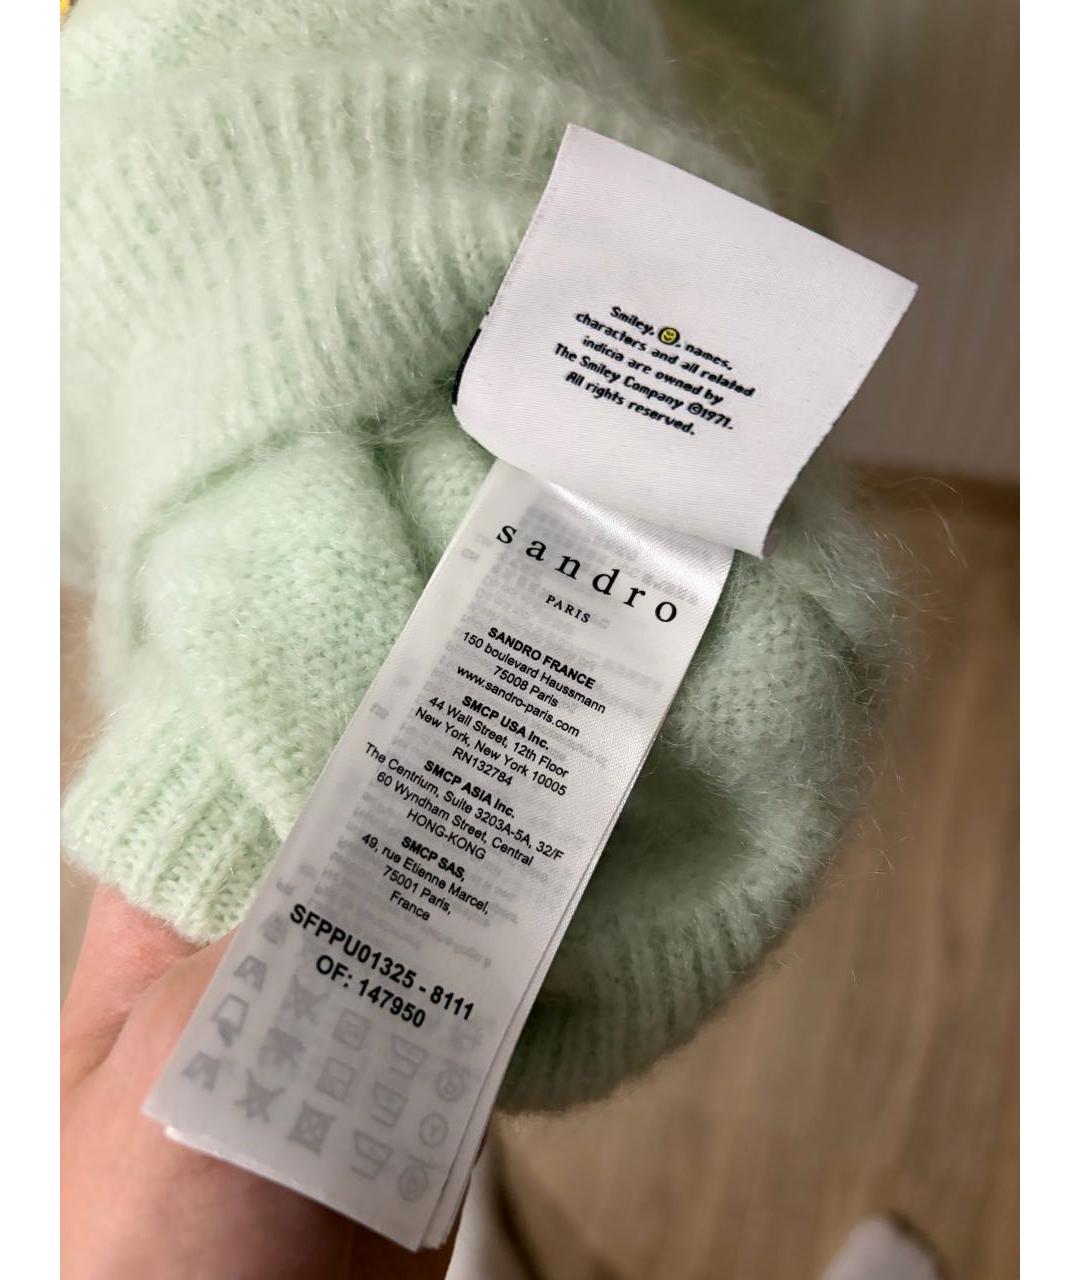 Smiley, names,
characters and all related
indicia are owned by
The Smiley Company ©1971.
All rights reserved.
sandro
PARIS
SANDRO FRANCE
150 boulevard Haussmann
75008 Paris
www.sandro-paris.com
SMCP USA Inc.
44 Wall Street, 12th Floor
New York, New York 10005
RN132784
SMCP ASIA Inc.
The Centrium, Suite 3203A-5A, 32/F
60 Wyndham Street, Central
HONG-KONG
SMCP SAS,
49, rue Etienne Marcel,
75001 Paris,
France
SFPPU01325 - 8111
OF: 147950